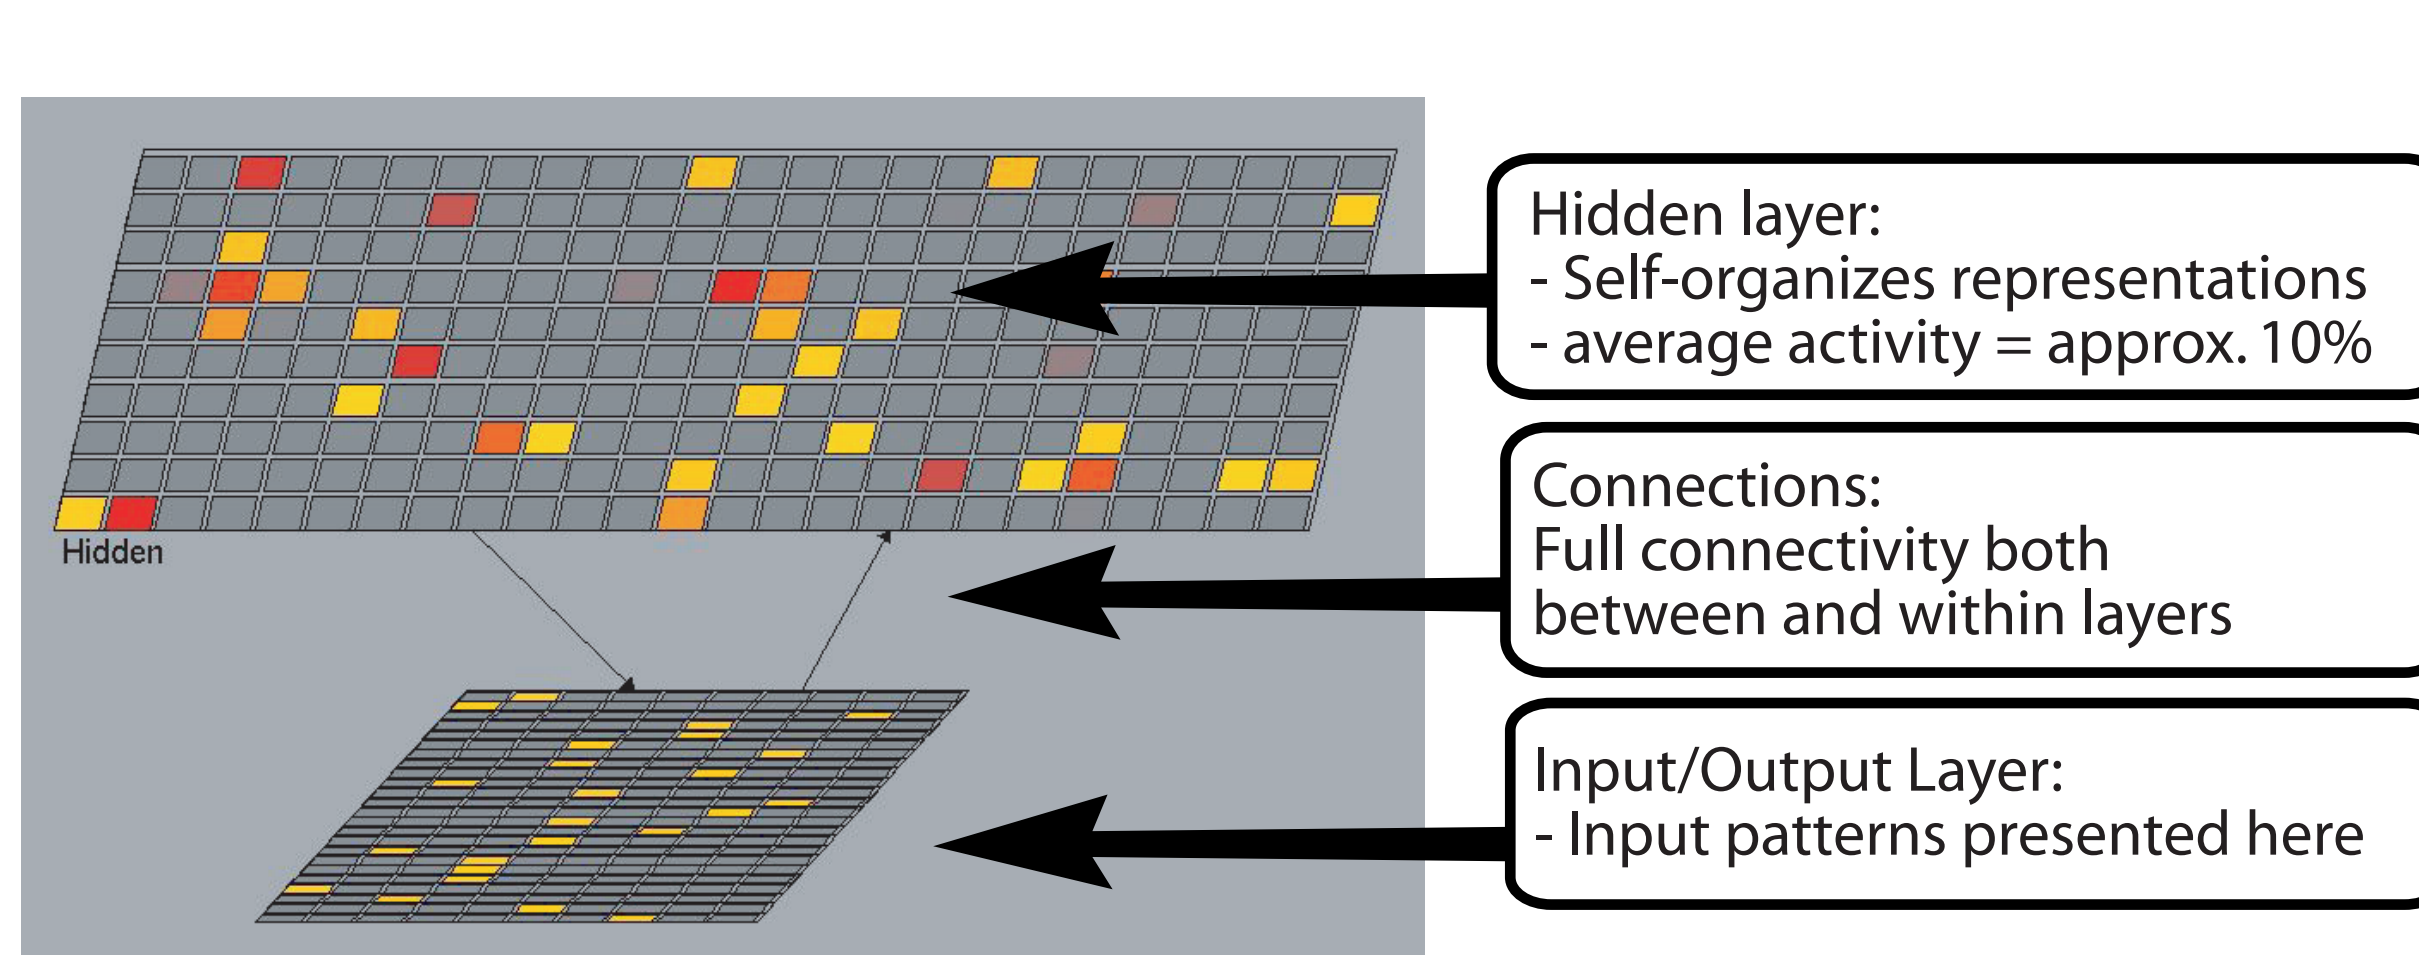 Hidden layer:
- Self-organizes representations
- average activity = approx. 10%
Hidden
Connections:
Full connectivity both
between and within layers
Input/Output Layer:
- Input patterns presented here